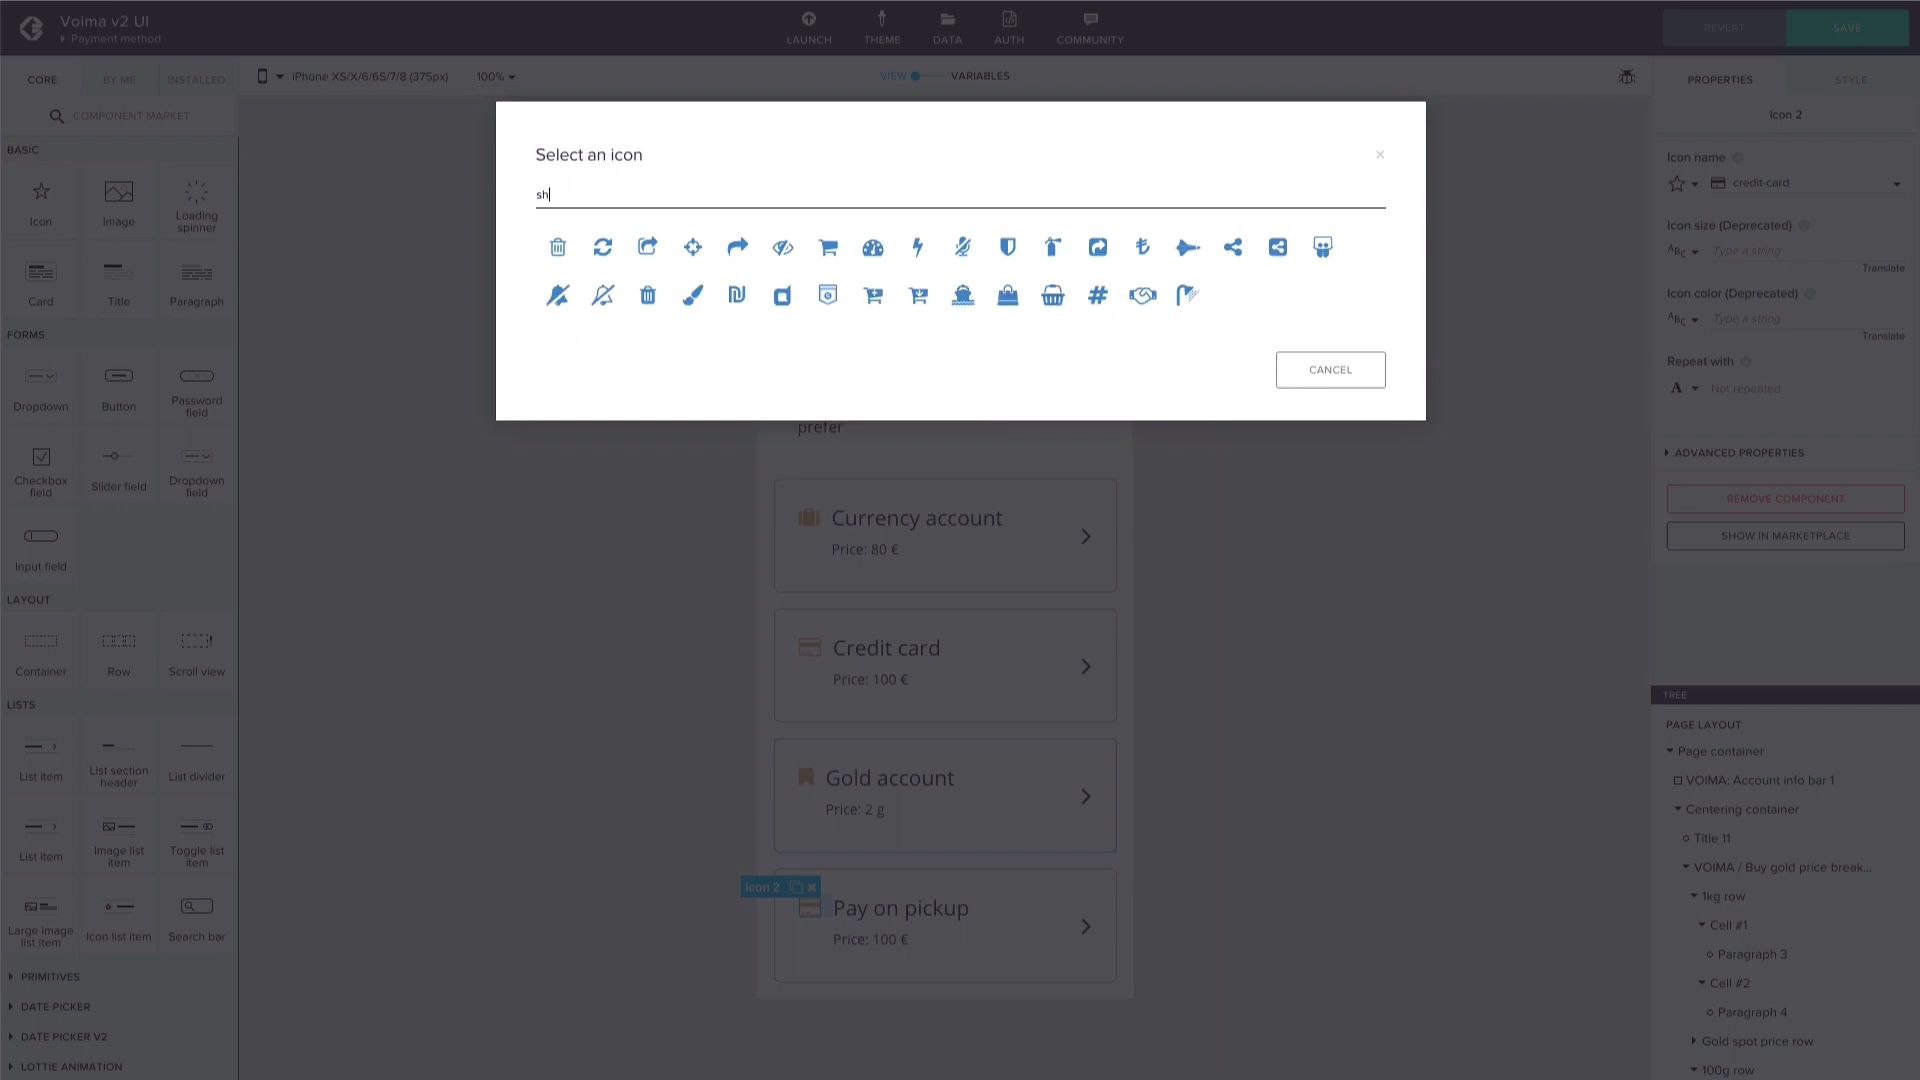 Voima v2 UI
Payment method
LAUNCH
THEME
DATA
AUTH
COMMUNITY
REVERT
SAVE
CORE
BY ME
INSTALLED
iPhone XS/X/6/6S/7/8 (375px)
100%
VIEW
VARIABLES
PROPERTIES
STYLE
COMPONENT MARKET
Icon 2
BASIC
Icon
Image
Loading
spinner
Card
Title
Paragraph
FORMS
Dropdown
Button
Password
field
Checkbox
field
Slider field
Dropdown
field
Input field
LAYOUT
Container
Row
Scroll view
LISTS
List item
List section
header
List divider
List item
Image list
item
Toggle list
item
Large image
list item
Icon list item
Search bar
PRIMITIVES
DATE PICKER
DATE PICKER V2
LOTTIE ANIMATION
Select an icon
×
sh
CANCEL
prefer
Currency account
Price: 80 €
Credit card
Price: 100 €
Gold account
Price: 2 g
Icon 2
Pay on pickup
Price: 100 €
Icon name
credit-card
Icon size (Deprecated)
ABC
Type a string
Translate
Icon color (Deprecated)
ABC
Type a string
Translate
Repeat with
A
Not repeated
ADVANCED PROPERTIES
REMOVE COMPONENT
SHOW IN MARKETPLACE
TREE
PAGE LAYOUT
Page container
VOIMA: Account info bar 1
Centering container
Title 11
VOIMA / Buy gold price break...
1kg row
Cell #1
Paragraph 3
Cell #2
Paragraph 4
Gold spot price row
100g row